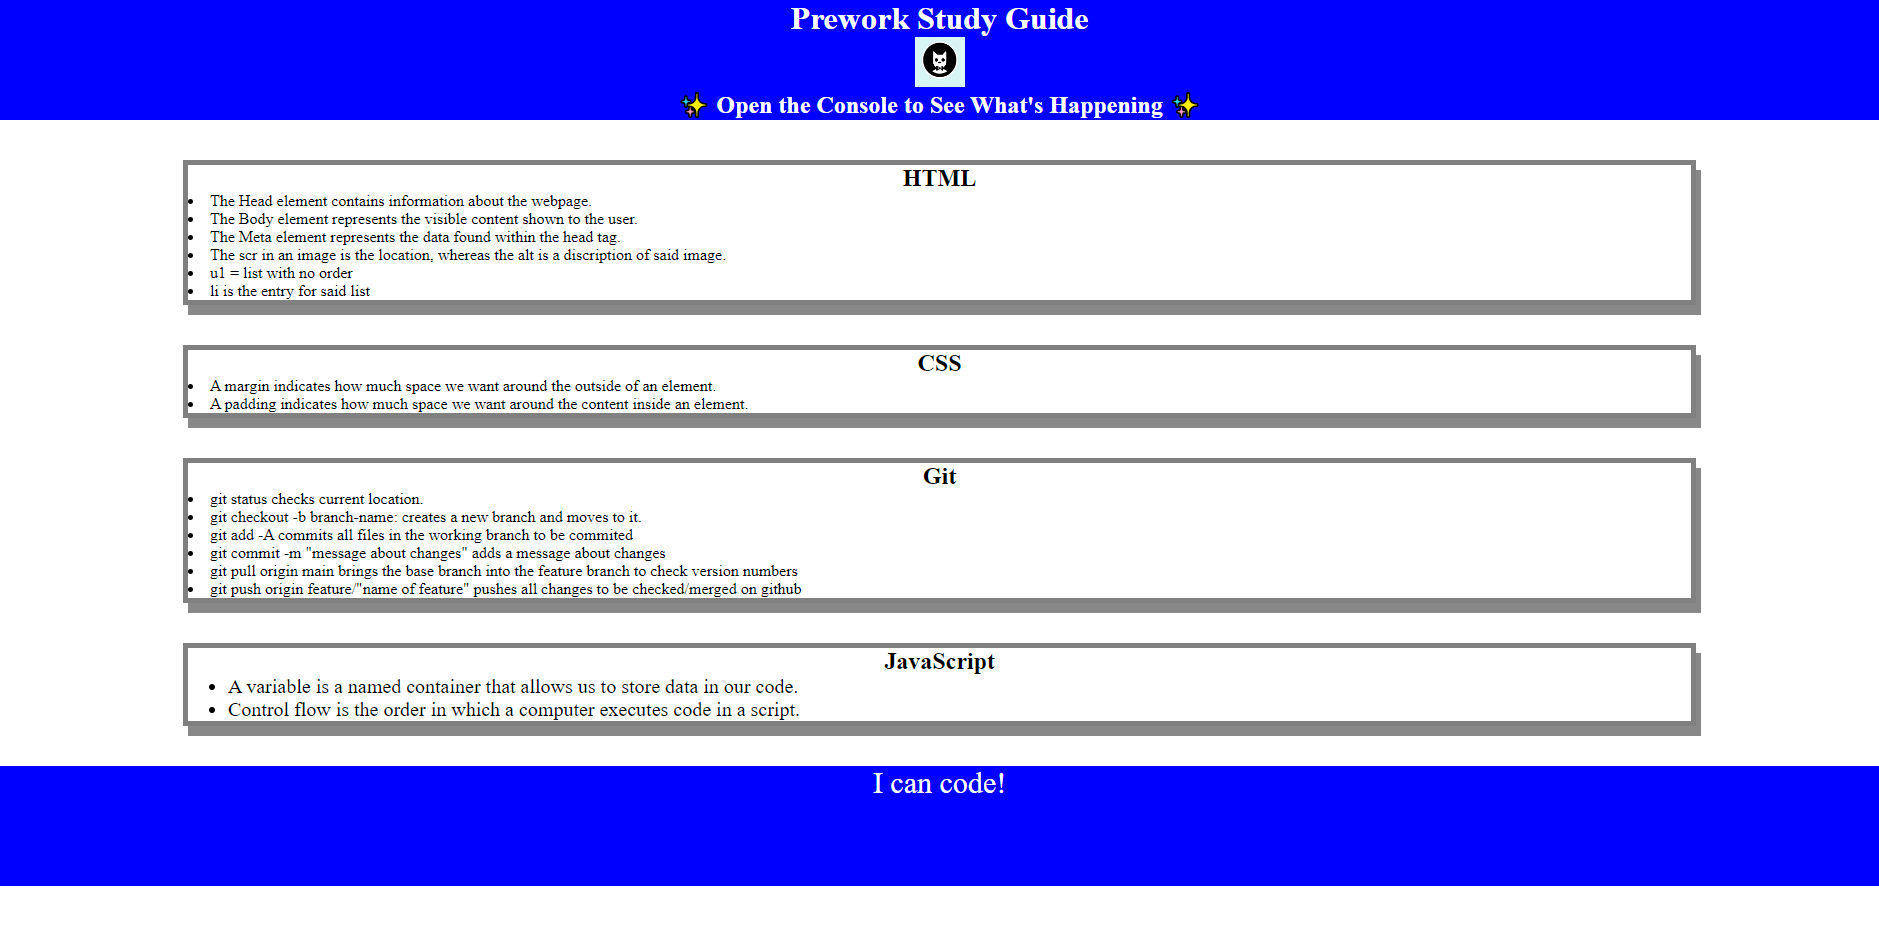 Prework Study Guide
✨ Open the Console to See What's Happening ✨
HTML
The Head element contains information about the webpage.
The Body element represents the visible content shown to the user.
The Meta element represents the data found within the head tag.
The scr in an image is the location, whereas the alt is a discription of said image.
u1 = list with no order
li is the entry for said list
CSS
A margin indicates how much space we want around the outside of an element.
A padding indicates how much space we want around the content inside an element.
Git
git status checks current location.
git checkout -b branch-name: creates a new branch and moves to it.
git add -A commits all files in the working branch to be commited
git commit -m "message about changes" adds a message about changes
git pull origin main brings the base branch into the feature branch to check version numbers
git push origin feature/"name of feature" pushes all changes to be checked/merged on github
JavaScript
A variable is a named container that allows us to store data in our code.
Control flow is the order in which a computer executes code in a script.
I can code!